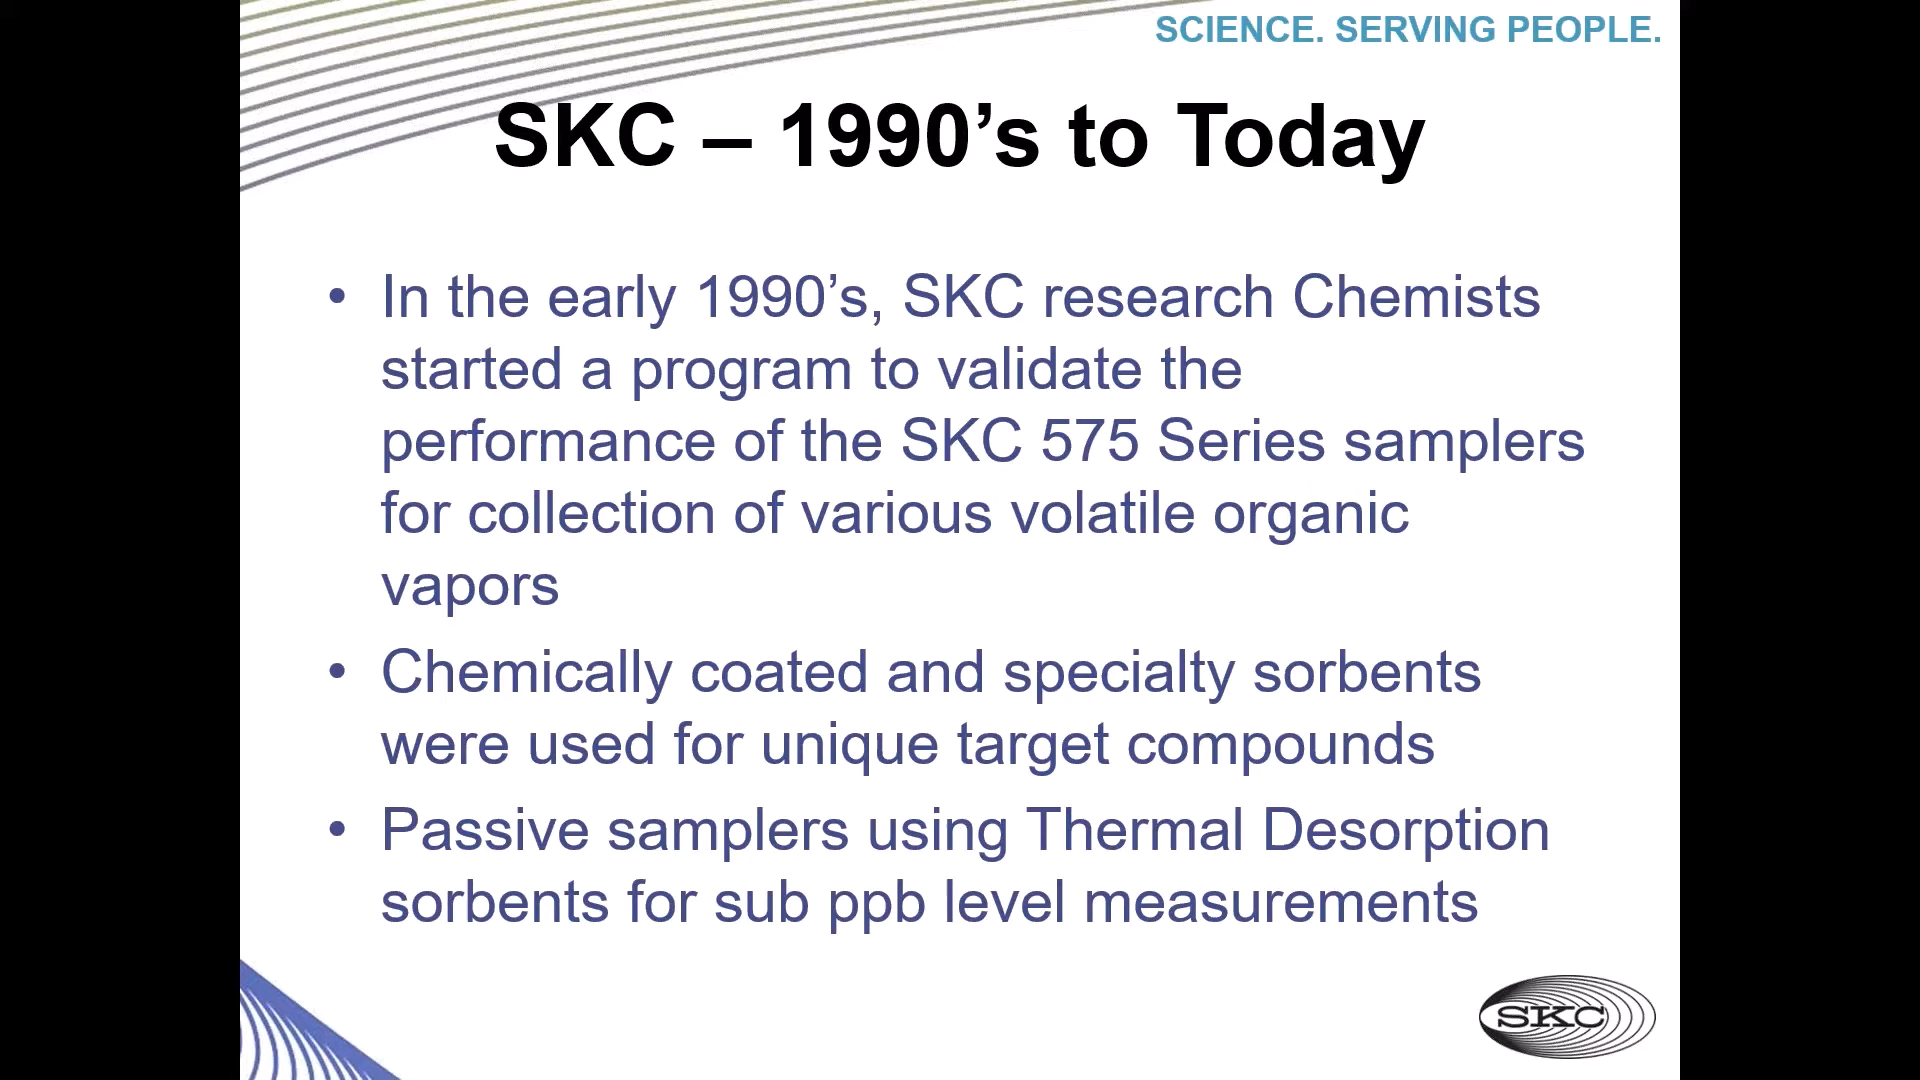 SCIENCE. SERVING PEOPLE.
SKC – 1990’s to Today
• In the early 1990’s, SKC research Chemists
started a program to validate the
performance of the SKC 575 Series samplers
for collection of various volatile organic
vapors
• Chemically coated and specialty sorbents
were used for unique target compounds
• Passive samplers using Thermal Desorption
sorbents for sub ppb level measurements
SKC